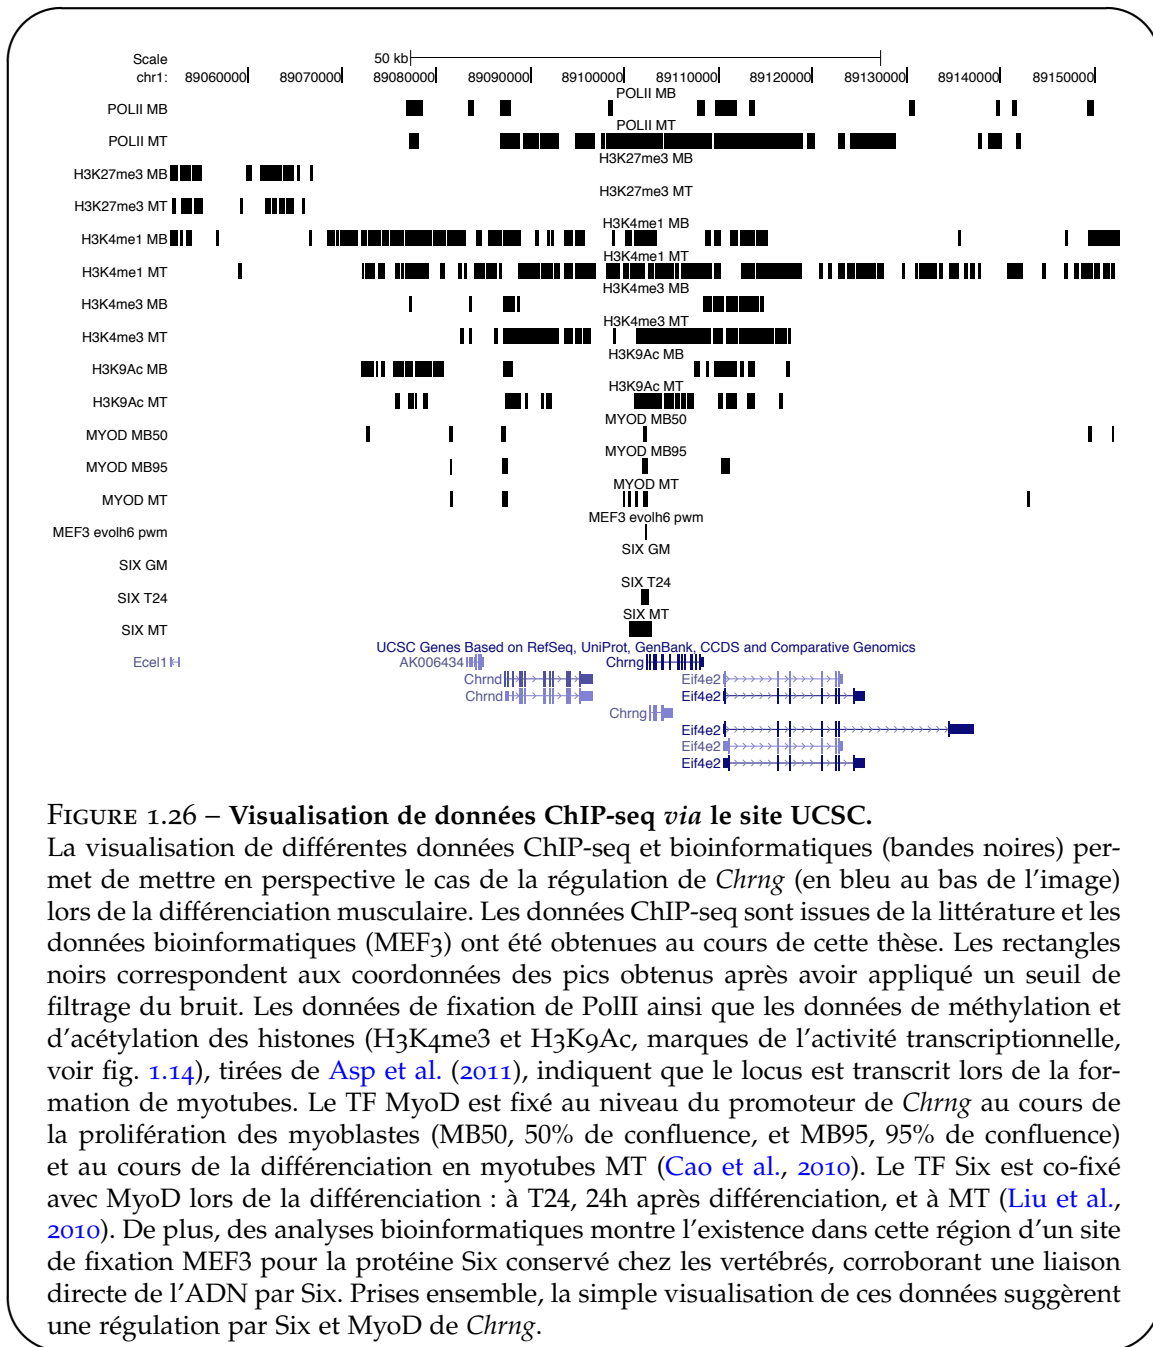 Scale 50 kb
chr1: 89060000 89070000 89080000 89090000 89100000 89110000 89120000 89130000 89140000 89150000
POLII MB
POLII MB
POLII MT
POLII MT
H3K27me3 MB
H3K27me3 MB
H3K27me3 MT
H3K27me3 MT
H3K4me1 MB
H3K4me1 MB
H3K4me1 MT
H3K4me1 MT
H3K4me3 MB
H3K4me3 MB
H3K4me3 MT
H3K4me3 MT
H3K9Ac MB
H3K9Ac MB
H3K9Ac MT
H3K9Ac MT
MYOD MB50
MYOD MB50
MYOD MB95
MYOD MB95
MYOD MT
MYOD MT
MEF3 evolh6 pwm
MEF3 evolh6 pwm
SIX GM
SIX GM
SIX T24
SIX T24
SIX MT
SIX MT
UCSC Genes Based on RefSeq, UniProt, GenBank, CCDS and Comparative Genomics
Ecel1 AK006434 Chrng
Chrnd Eif4e2
Chrnd Eif4e2
Chrng
Eif4e2
Eif4e2
Eif4e2
FIGURE 1.26 – Visualisation de données ChIP-seq via le site UCSC.
La visualisation de différentes données ChIP-seq et bioinformatiques (bandes noires) per-
met de mettre en perspective le cas de la régulation de Chrng (en bleu au bas de l'image)
lors de la différenciation musculaire. Les données ChIP-seq sont issues de la littérature et les
données bioinformatiques (MEF3) ont été obtenues au cours de cette thèse. Les rectangles
noirs correspondent aux coordonnées des pics obtenus après avoir appliqué un seuil de
filtrage du bruit. Les données de fixation de PolII ainsi que les données de méthylation et
d'acétylation des histones (H3K4me3 et H3K9Ac, marques de l'activité transcriptionnelle,
voir fig. 1.14), tirées de Asp et al. (2011), indiquent que le locus est transcrit lors de la for-
mation de myotubes. Le TF MyoD est fixé au niveau du promoteur de Chrng au cours de
la prolifération des myoblastes (MB50, 50% de confluence, et MB95, 95% de confluence)
et au cours de la différenciation en myotubes MT (Cao et al., 2010). Le TF Six est co-fixé
avec MyoD lors de la différenciation : à T24, 24h après différenciation, et à MT (Liu et al.,
2010). De plus, des analyses bioinformatiques montre l'existence dans cette région d'un site
de fixation MEF3 pour la protéine Six conservé chez les vertébrés, corroborant une liaison
directe de l'ADN par Six. Prises ensemble, la simple visualisation de ces données suggèrent
une régulation par Six et MyoD de Chrng.